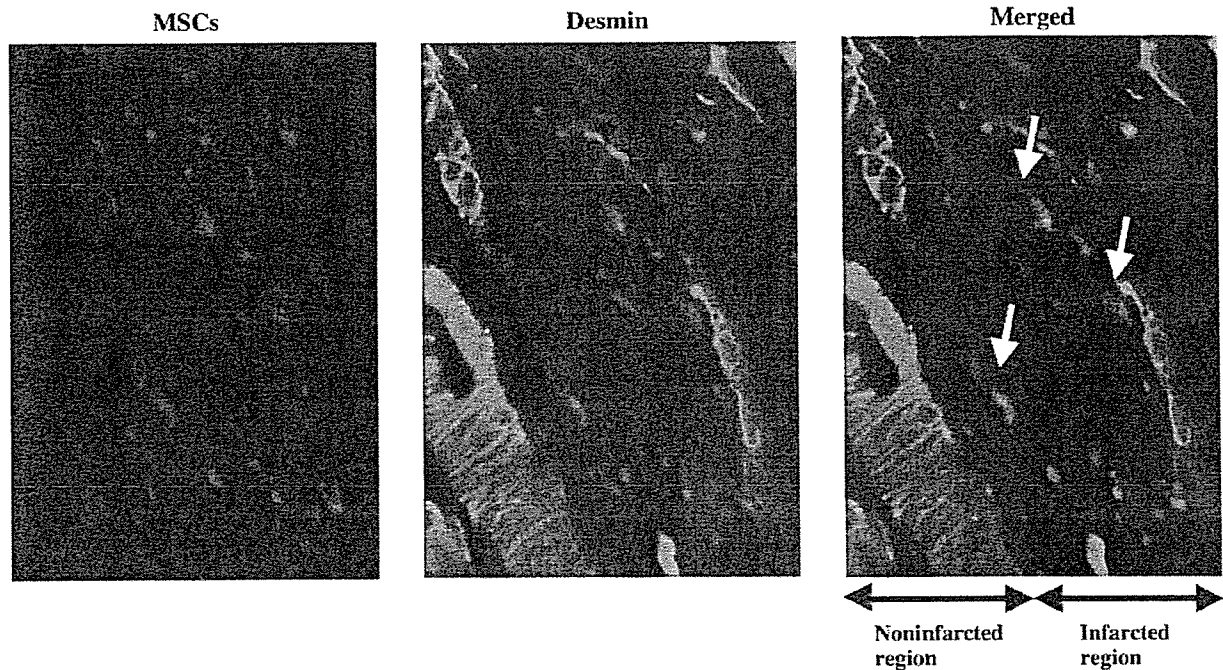 MSCs
Desmin
Merged
Noninfarcted region
Infarcted region